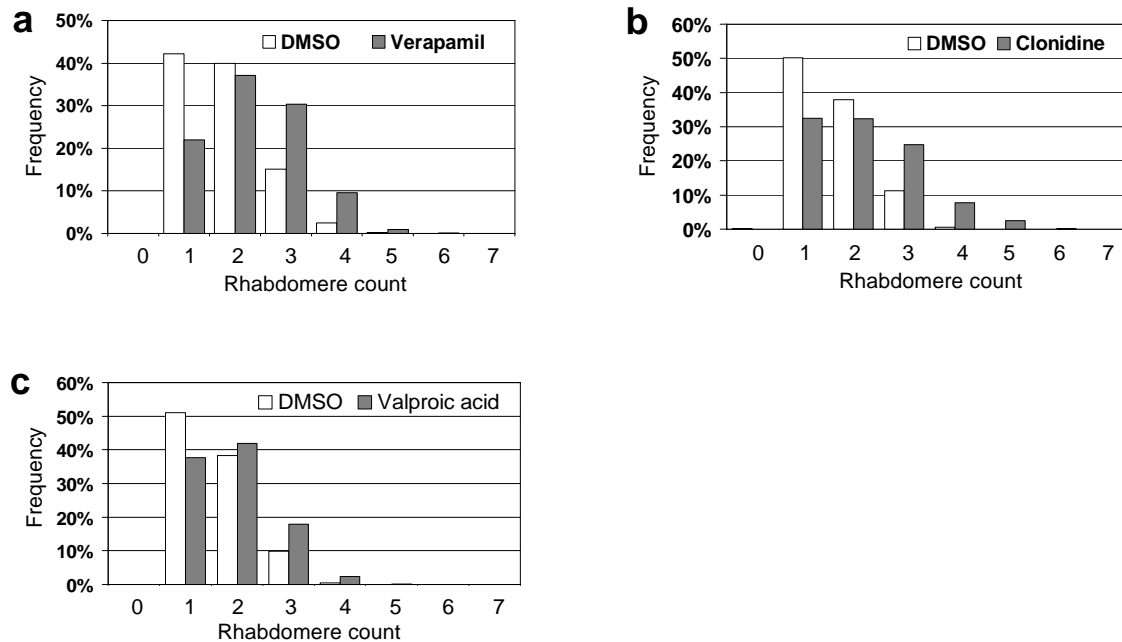 a
DMSO Verapamil
50%
40%
30%
20%
10%
0%
Frequency
0 1 2 3 4 5 6 7
Rhabdomere count
b
DMSO Clonidine
60%
50%
40%
30%
20%
10%
0%
Frequency
0 1 2 3 4 5 6 7
Rhabdomere count
c
DMSO Valproic acid
60%
50%
40%
30%
20%
10%
0%
Frequency
0 1 2 3 4 5 6 7
Rhabdomere count